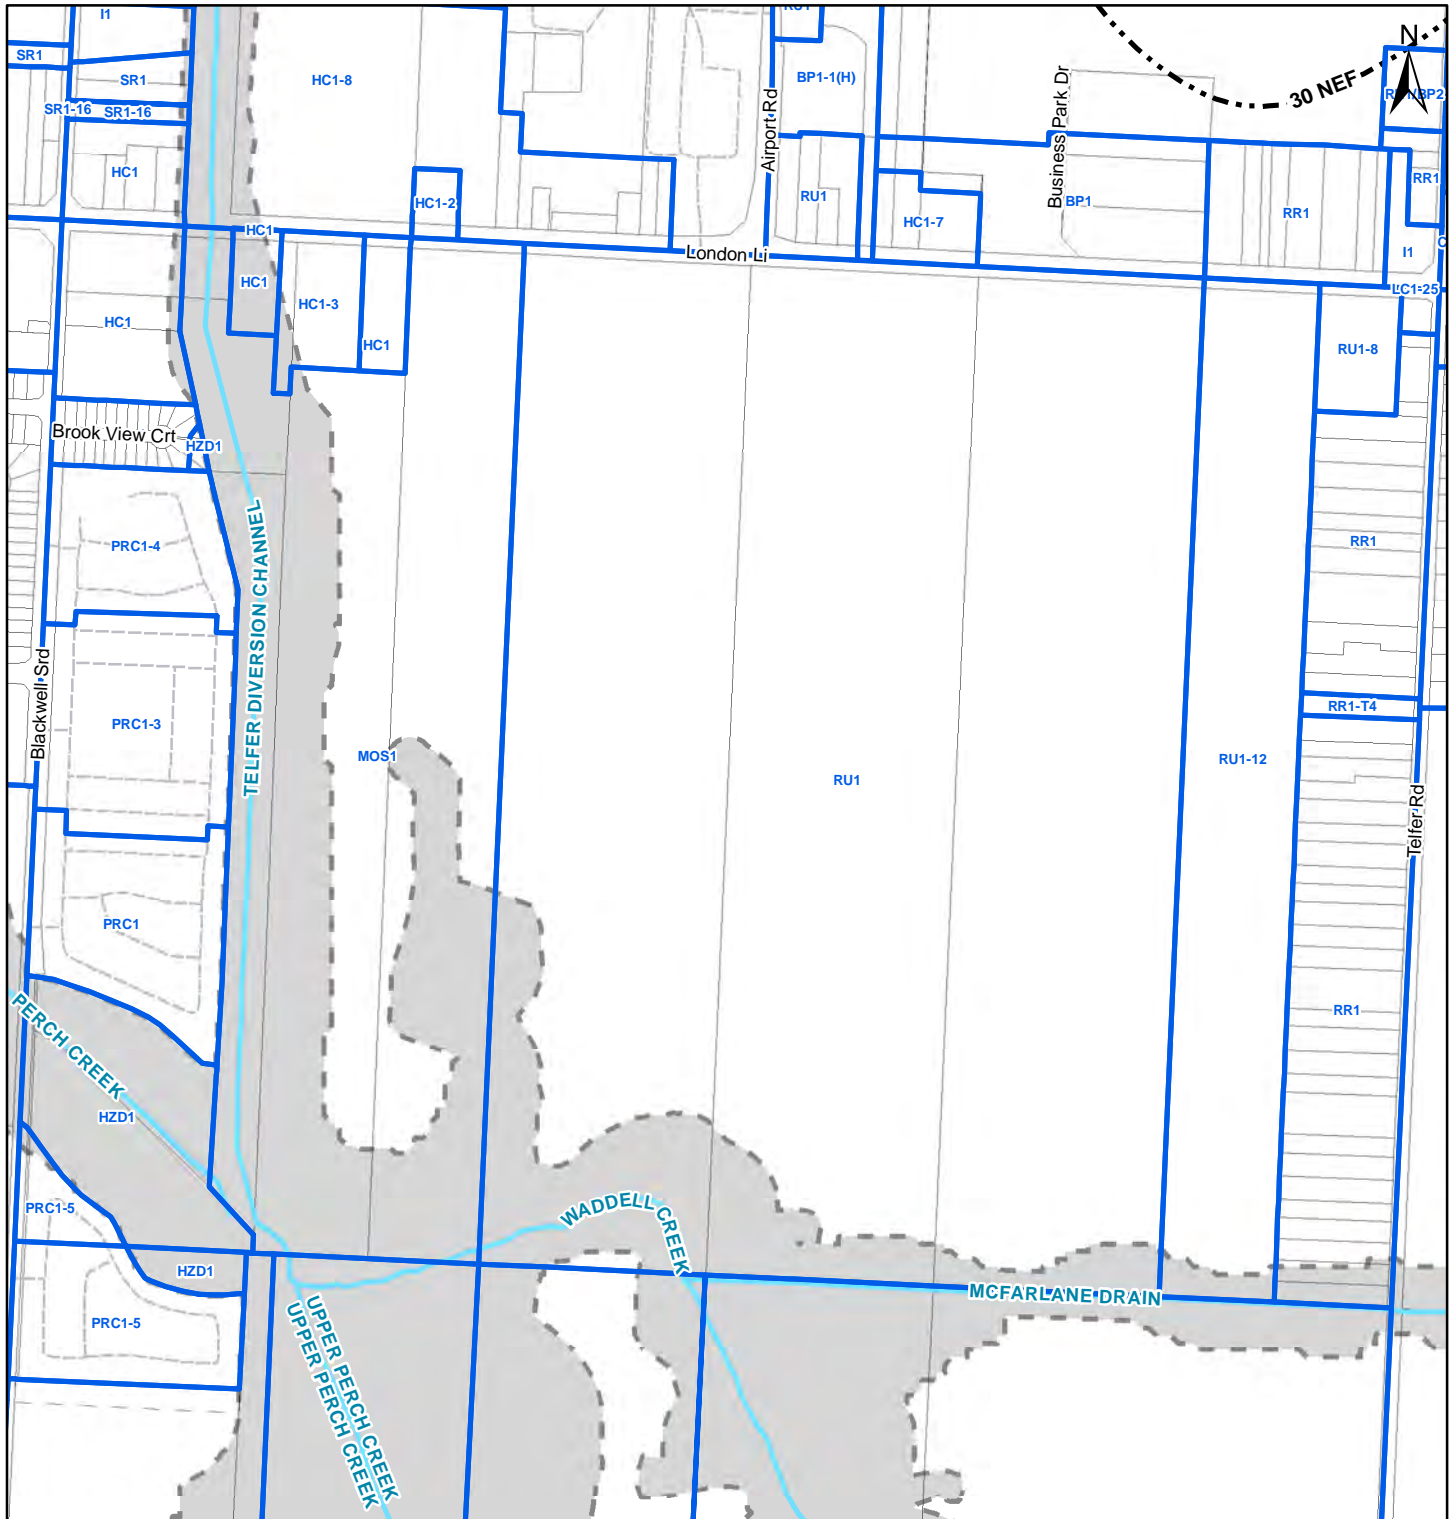 I1
RU1
N
SR1
SR1
HC1-8
BP1-1(H)
30 NEF
SR1-16
SR1-16
Airport Rd
Business Park Dr
HC1
HC1-2
RU1
HC1-7
BP1
RR1
RR1
HC1
London Li
I1
HC1
HC1-3
LC1-25
HC1
HC1
RU1-8
Brook View Crt
HZD1
PRC1-4
RR1
TELFER DIVERSION CHANNEL
Blackwell Srd
PRC1-3
MOS1
RU1
RU1-12
RR1-T4
Telfer Rd
PRC1
PERCH CREEK
RR1
HZD1
PRC1-5
WADDELL CREEK
HZD1
MCFARLANE DRAIN
PRC1-5
UPPER PERCH CREEK
UPPER PERCH CREEK